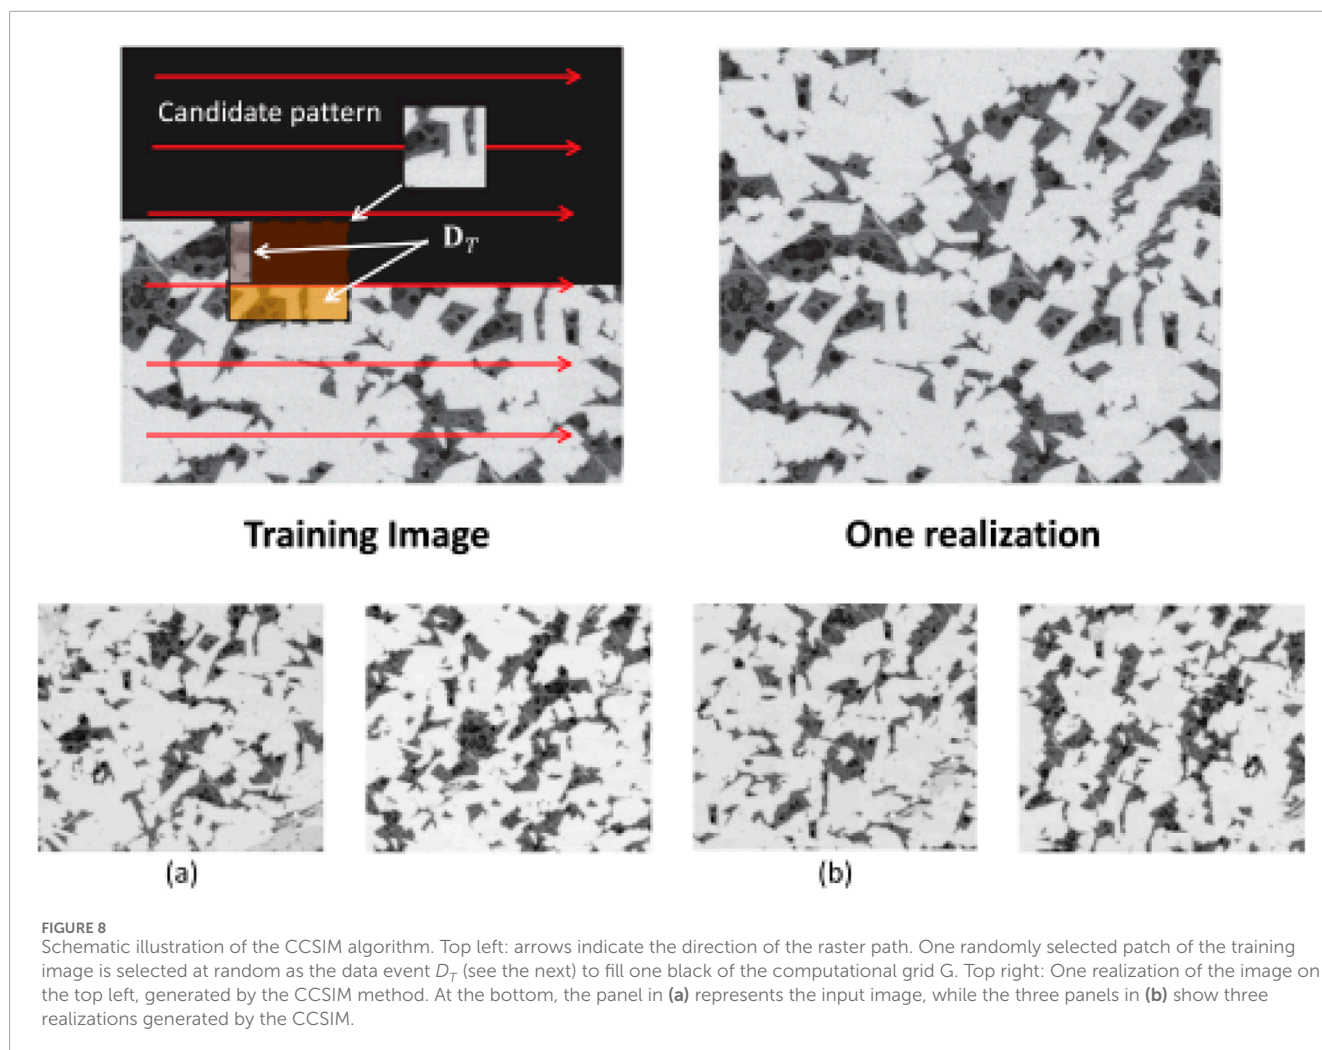 Candidate pattern
D_T
Training Image
One realization
(a)
(b)
FIGURE 8
Schematic illustration of the CCSIM algorithm. Top left: arrows indicate the direction of the raster path. One randomly selected patch of the training
image is selected at random as the data event D_T (see the next) to fill one black of the computational grid G. Top right: One realization of the image on
the top left, generated by the CCSIM method. At the bottom, the panel in (a) represents the input image, while the three panels in (b) show three
realizations generated by the CCSIM.